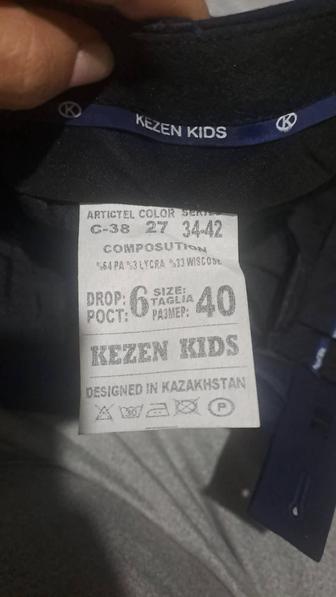 K KEZEN KIDS K
ARTICTEL COLOR SERIES
C-38 27 34-42
COMPOSUTION
%64 PA %3 LYCRA %33 WISCOSE
DROP: 6 SIZE: 40
РОСТ: TAGLIA
РАЗМЕР:
KEZEN KIDS
DESIGNED IN KAZAKHSTAN
P